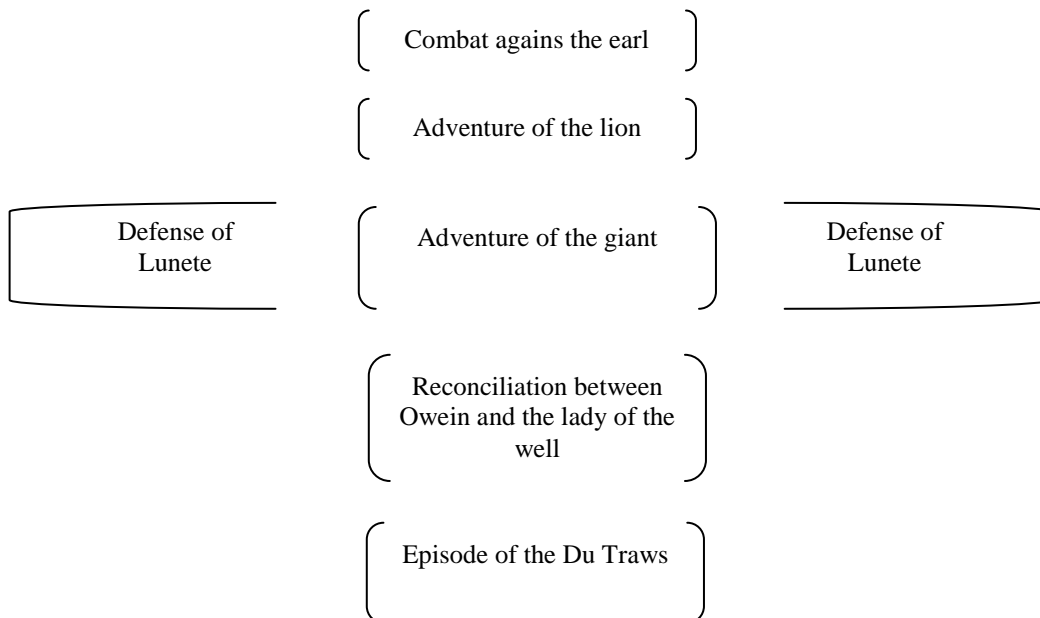 Combat agains the earl
Adventure of the lion
Defense of
Lunete
Adventure of the giant
Defense of
Lunete
Reconciliation between
Owein and the lady of the
well
Episode of the Du Traws